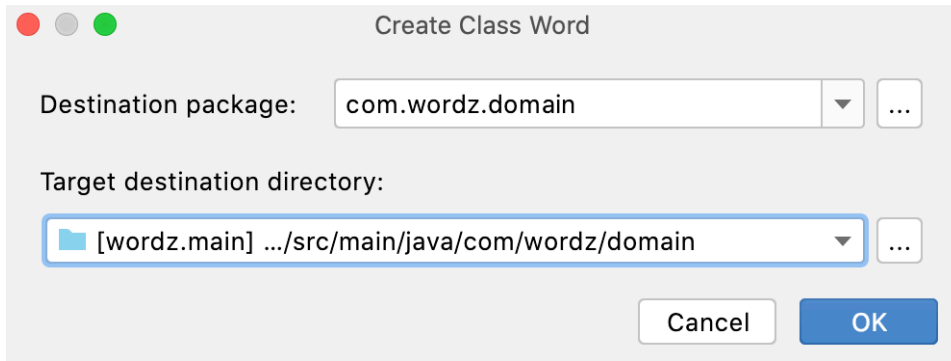 Create Class Word
Destination package: com.wordz.domain ...
Target destination directory:
[wordz.main] .../src/main/java/com/wordz/domain ...
Cancel OK